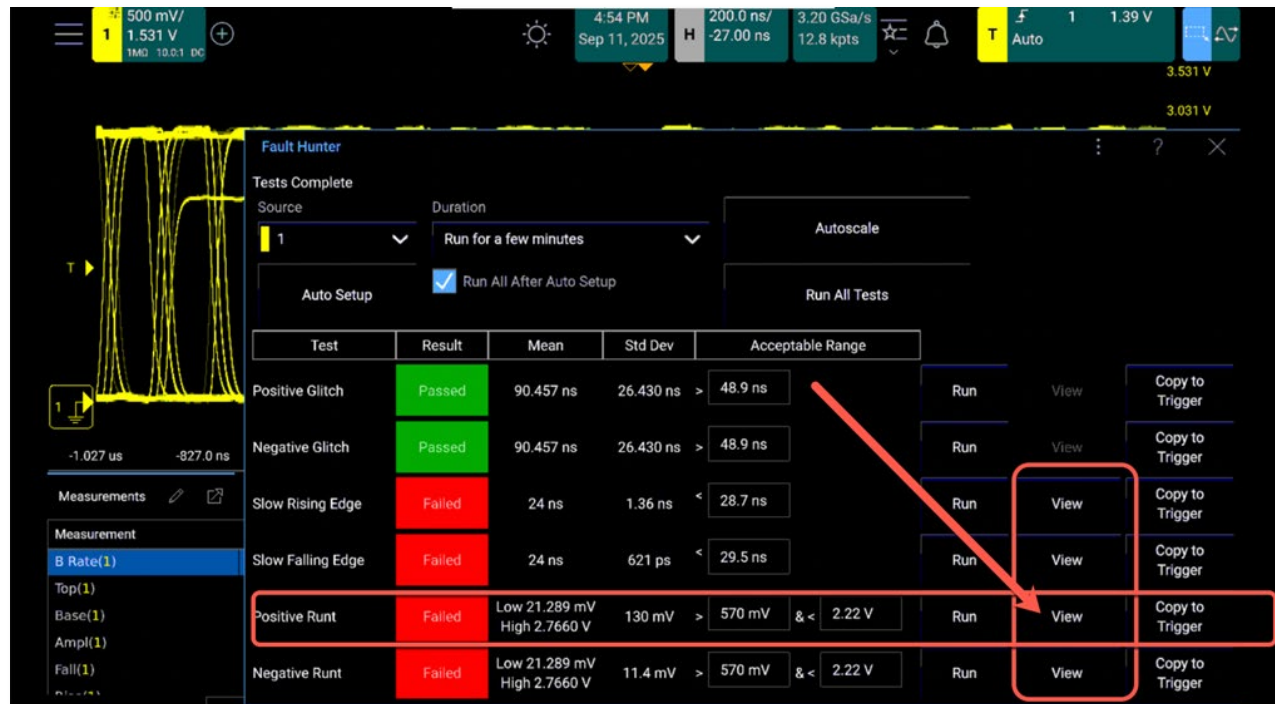 500 mV/
1 1.531 V
1MΩ 10.0:1 DC
4:54 PM
Sep 11, 2025
H 200.0 ns/
-27.00 ns
3.20 GSa/s
12.8 kpts
T 1 1.39 V
Auto
3.531 V
3.031 V
Fault Hunter
Tests Complete
Source Duration
1 Run for a few minutes Autoscale
T
Auto Setup Run All After Auto Setup Run All Tests
Test Result Mean Std Dev Acceptable Range
Positive Glitch Passed 90.457 ns 26.430 ns > 48.9 ns Run View Copy to Trigger
1
Negative Glitch Passed 90.457 ns 26.430 ns > 48.9 ns Run View Copy to Trigger
-1.027 us -827.0 ns
Slow Rising Edge Failed 24 ns 1.36 ns < 28.7 ns Run View Copy to Trigger
Slow Falling Edge Failed 24 ns 621 ps < 29.5 ns Run View Copy to Trigger
Positive Runt Failed Low 21.289 mV High 2.7660 V 130 mV > 570 mV & < 2.22 V Run View Copy to Trigger
Negative Runt Failed Low 21.289 mV High 2.7660 V 11.4 mV > 570 mV & < 2.22 V Run View Copy to Trigger
Measurements
Measurement
B Rate(1)
Top(1)
Base(1)
Ampl(1)
Fall(1)